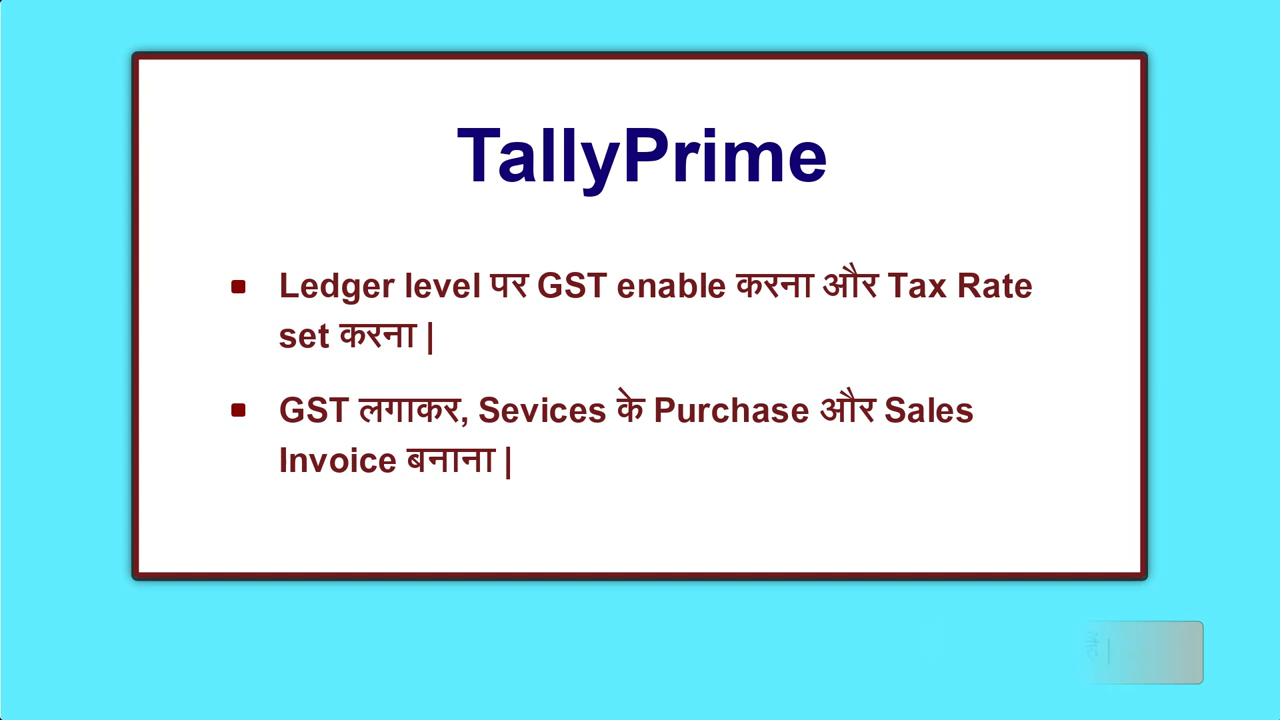 TallyPrime
Ledger level पर GST enable करना और Tax Rate
set करना |
GST लगाकर, Sevices के Purchase और Sales
Invoice बनाना |